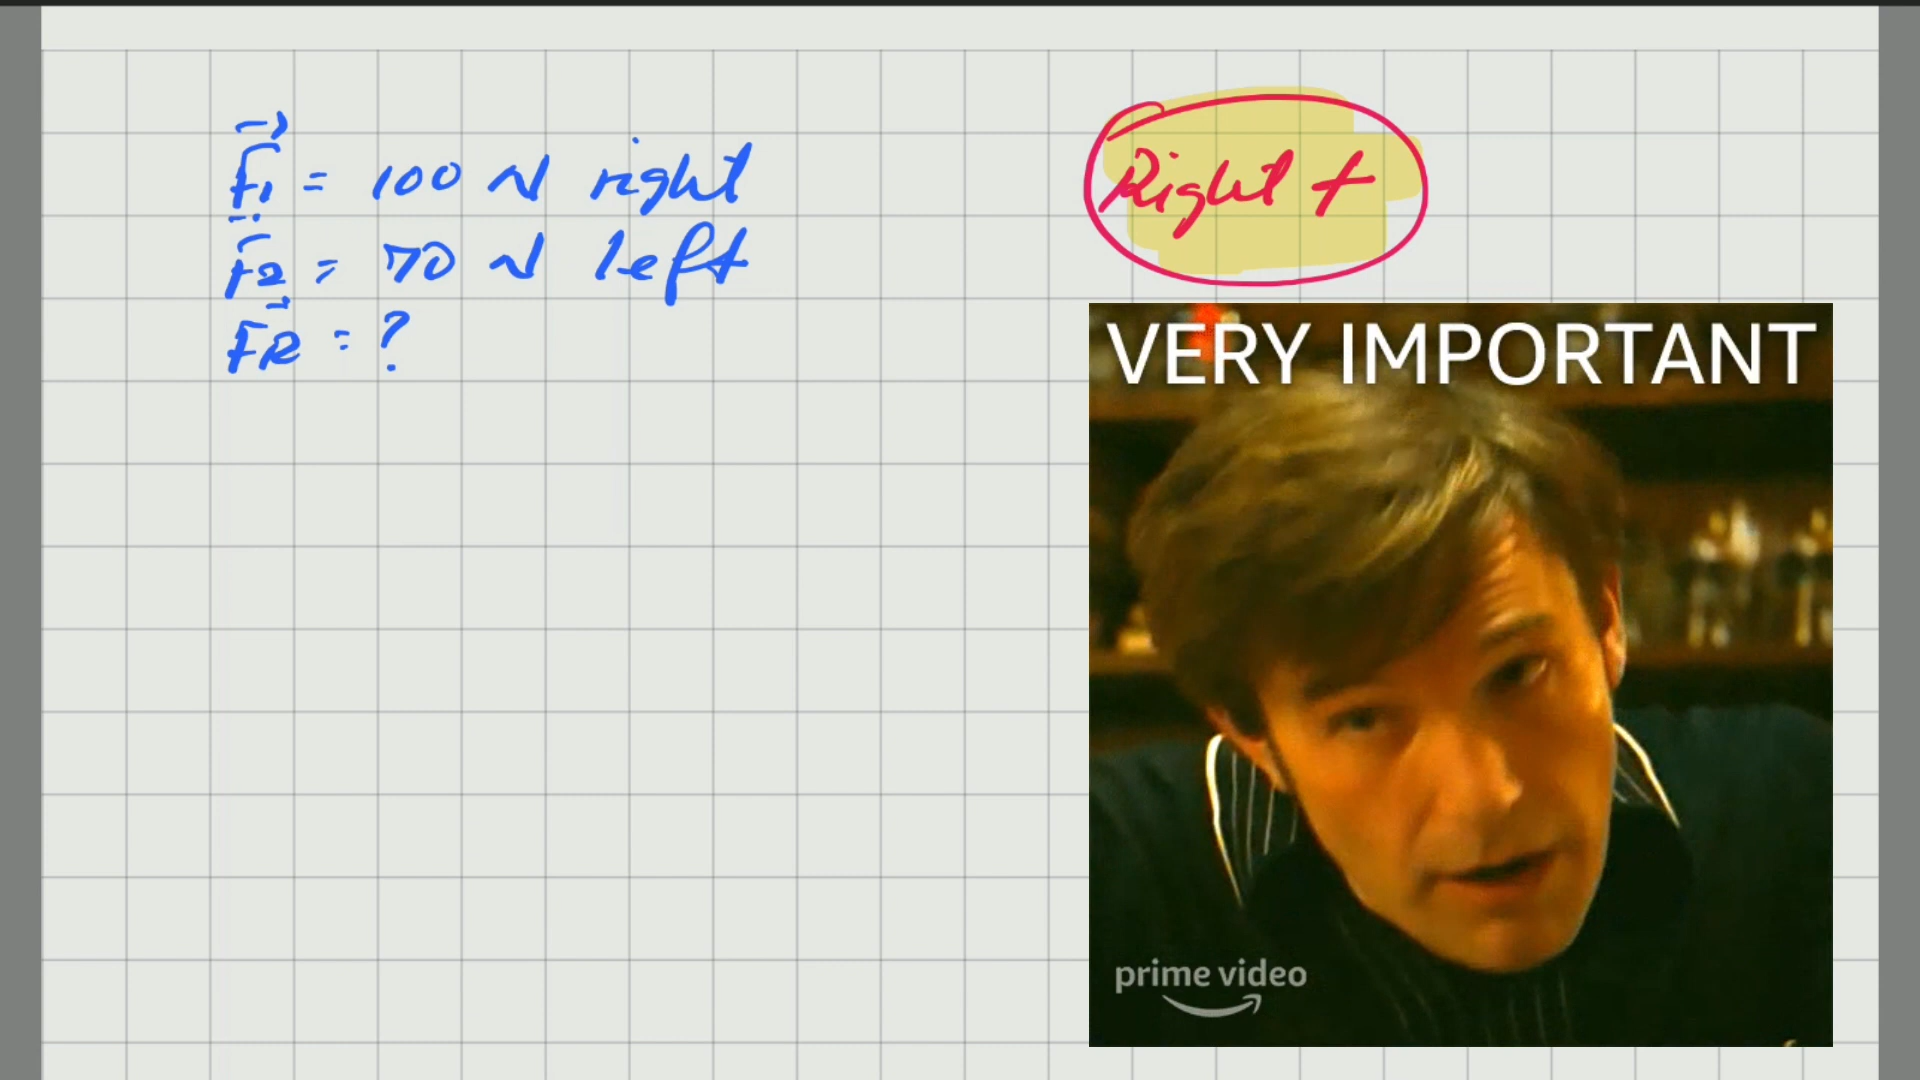 F1 = 100 N right
F2 = 70 N left
FR = ?
Right +
VERY IMPORTANT
prime video